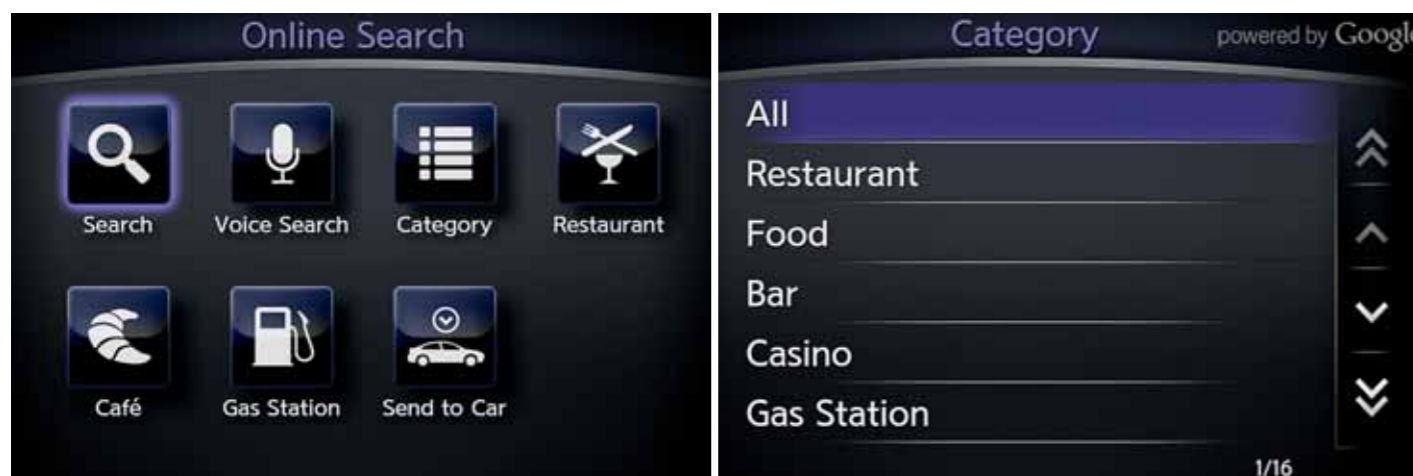 Online Search
Search Voice Search Category Restaurant
Café Gas Station Send to Car
Category powered by Google
All
Restaurant
Food
Bar
Casino
Gas Station
1/16